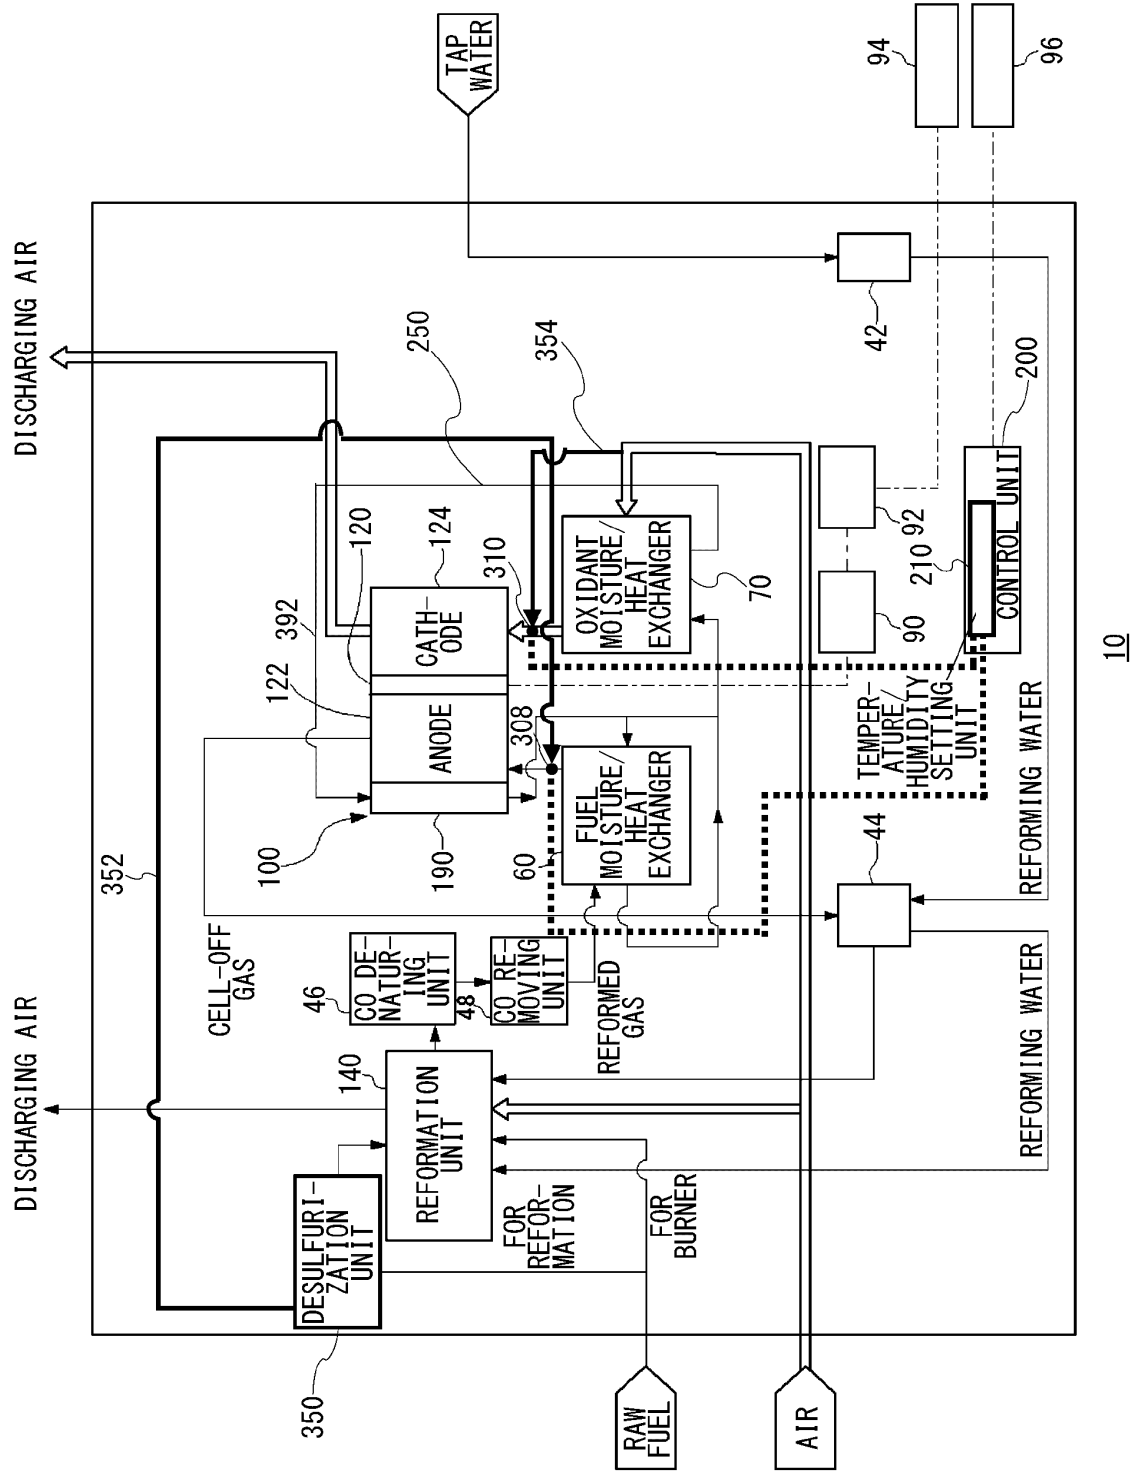 DISCHARGING AIR
DISCHARGING AIR
TAP
WATER
94
96
352
392
122
120
124
250
354
CELL-OFF
GAS
100
190
ANODE
CATH-
ODE
308
310
42
350
DESULFURI-
ZATION
UNIT
140
REFORMATION
UNIT
46
CO DE-
NATUR-
ING
UNIT
48
CO RE-
MOVING
UNIT
REFORMED
GAS
60
FUEL
MOISTURE/
HEAT
EXCHANGER
OXIDANT
MOISTURE/
HEAT
EXCHANGER
70
FOR
REFOR-
MATION
FOR
BURNER
44
90
92
TEMPER-
ATURE/
HUMIDITY
SETTING
UNIT
210
CONTROL UNIT
200
REFORMING WATER
REFORMING WATER
RAW
FUEL
AIR
10